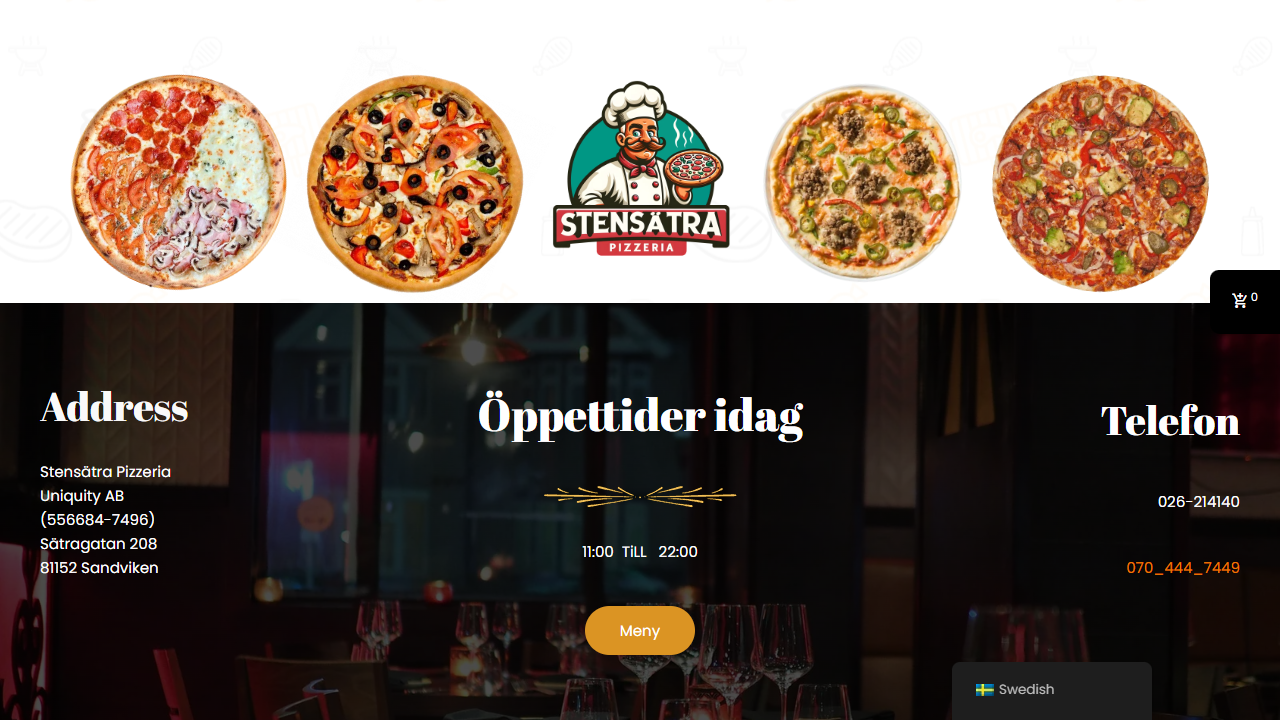 STENSÄTRA
PIZZERIA
0
Address
Stensätra Pizzeria
Uniquity AB
(556684-7496)
Sätragatan 208
81152 Sandviken
Öppettider idag
11:00 TiLL 22:00
Meny
Telefon
026-214140
070_444_7449
Swedish